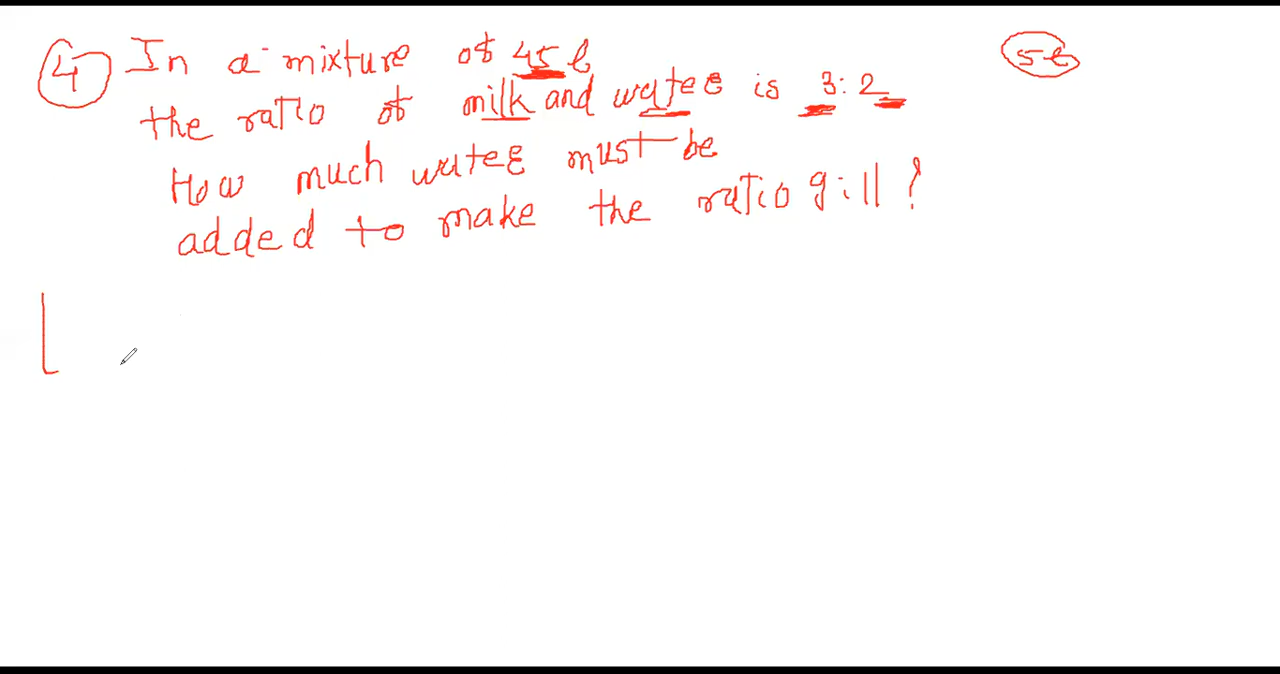 4 In a mixture of 45 l 5 l
the ratio of milk and water is 3:2
How much water must be
added to make the ratio 9:11?